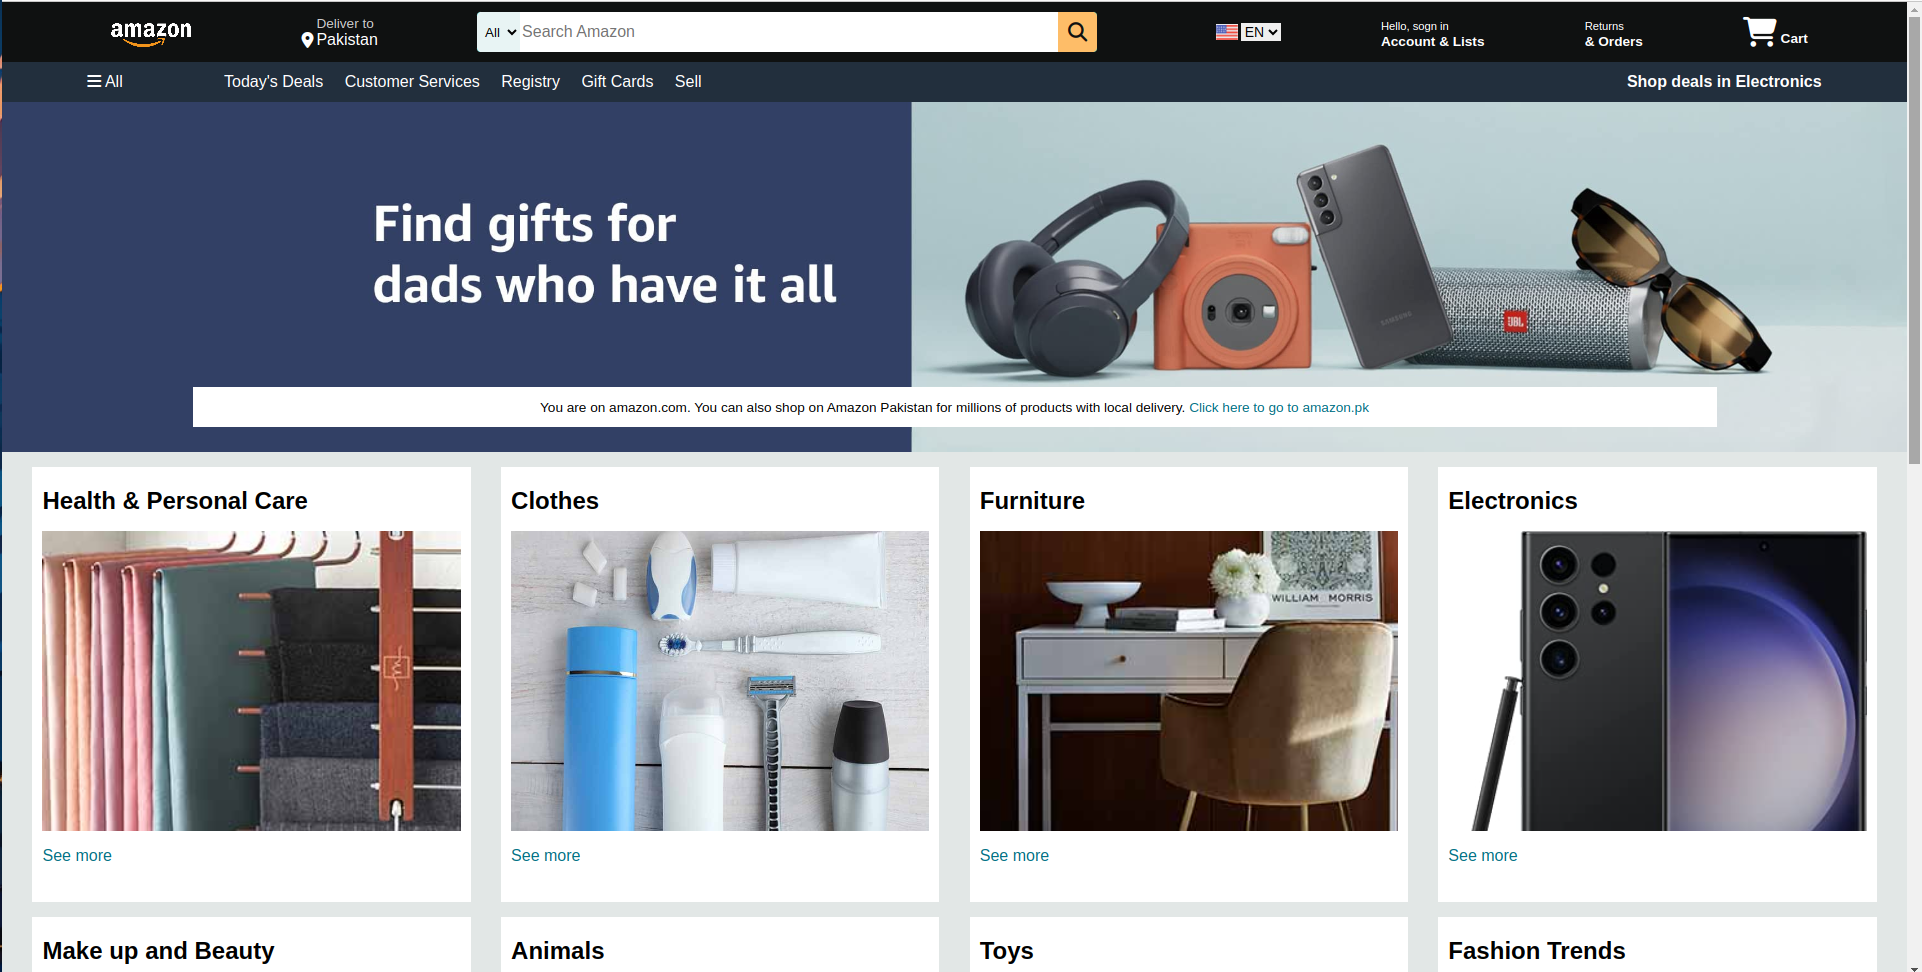 amazon
Deliver to
Pakistan
All
Search Amazon
EN
Hello, sogn in
Account & Lists
Returns
& Orders
Cart
All
Today's Deals
Customer Services
Registry
Gift Cards
Sell
Shop deals in Electronics
Find gifts for
dads who have it all
SAMSUNG
JBL
You are on amazon.com. You can also shop on Amazon Pakistan for millions of products with local delivery. Click here to go to amazon.pk
Health & Personal Care
Clothes
Furniture
Electronics
WILLIAM MORRIS
See more
See more
See more
See more
Make up and Beauty
Animals
Toys
Fashion Trends